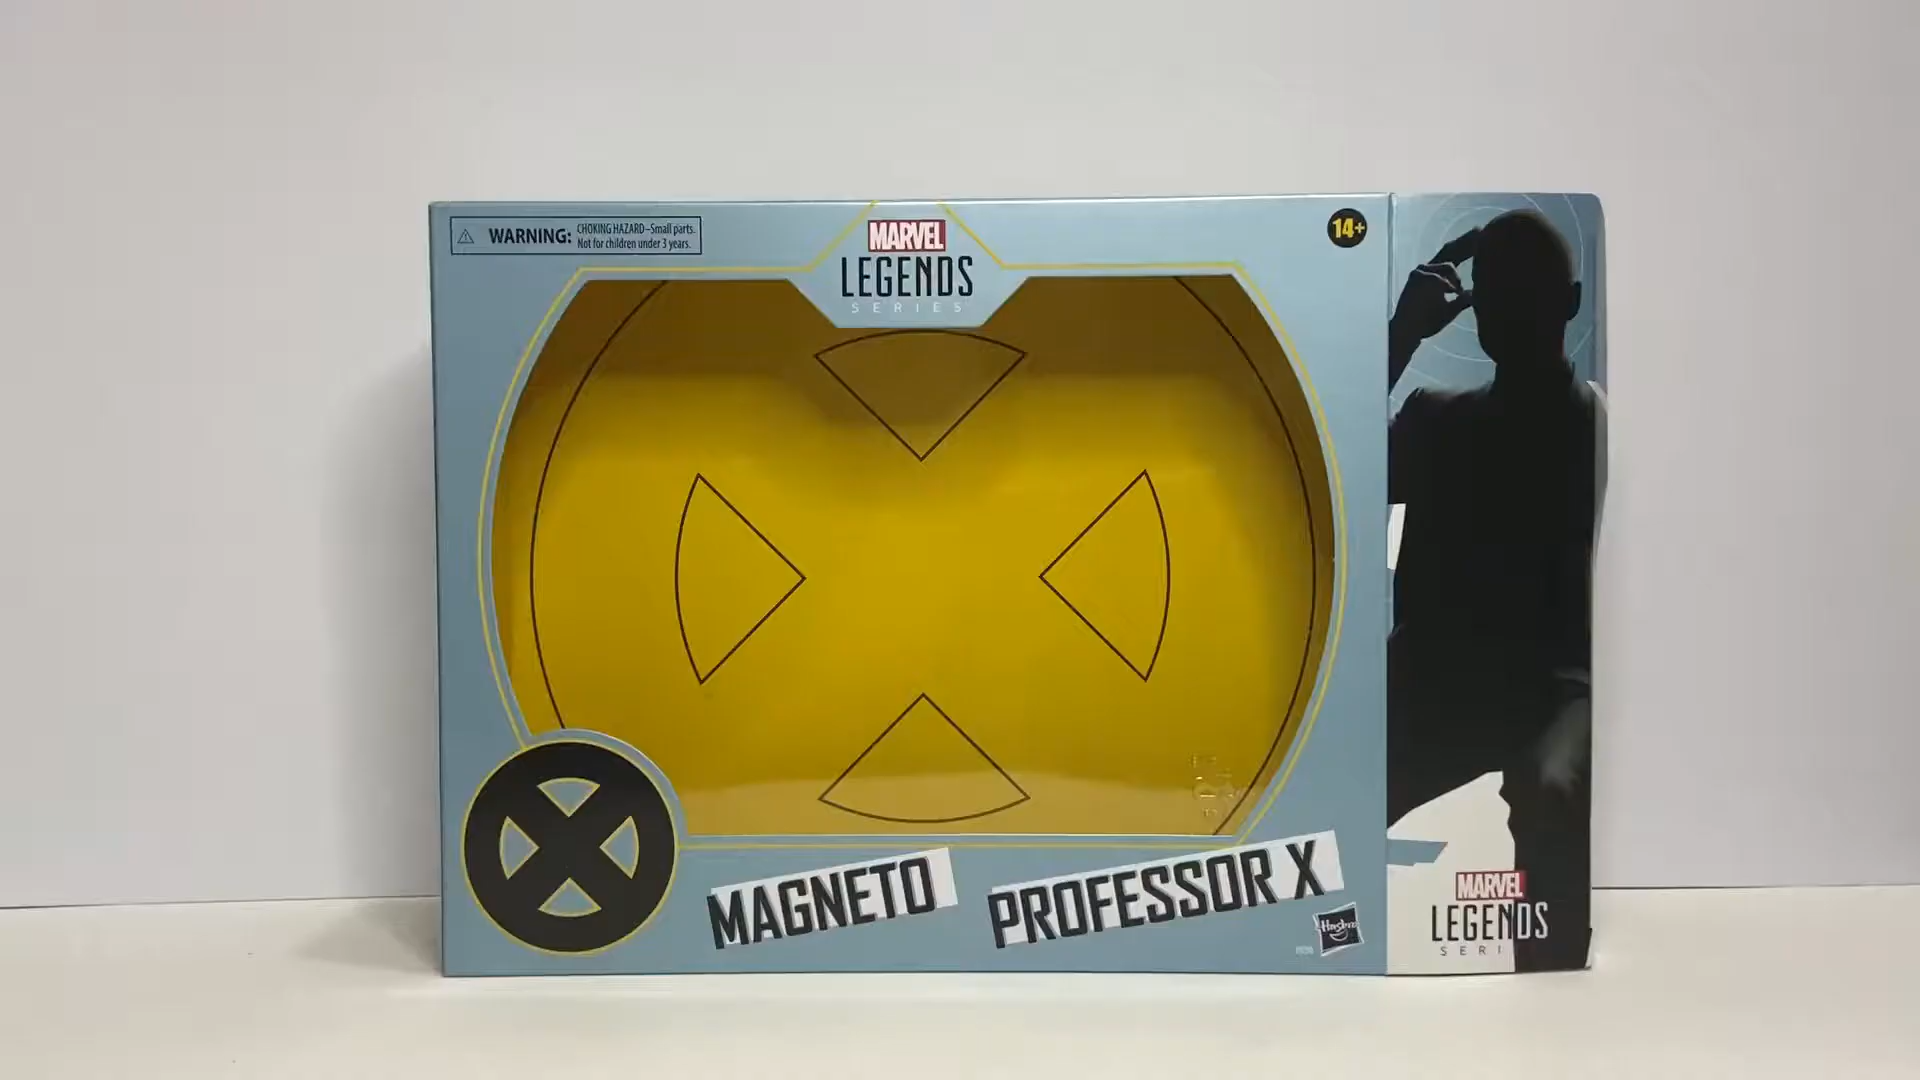 WARNING: CHOKING HAZARD–Small parts.
Not for children under 3 years.
MARVEL
LEGENDS
SERIES
14+
MAGNETO
PROFESSOR X
Hasbro
MARVEL
LEGENDS
SERI